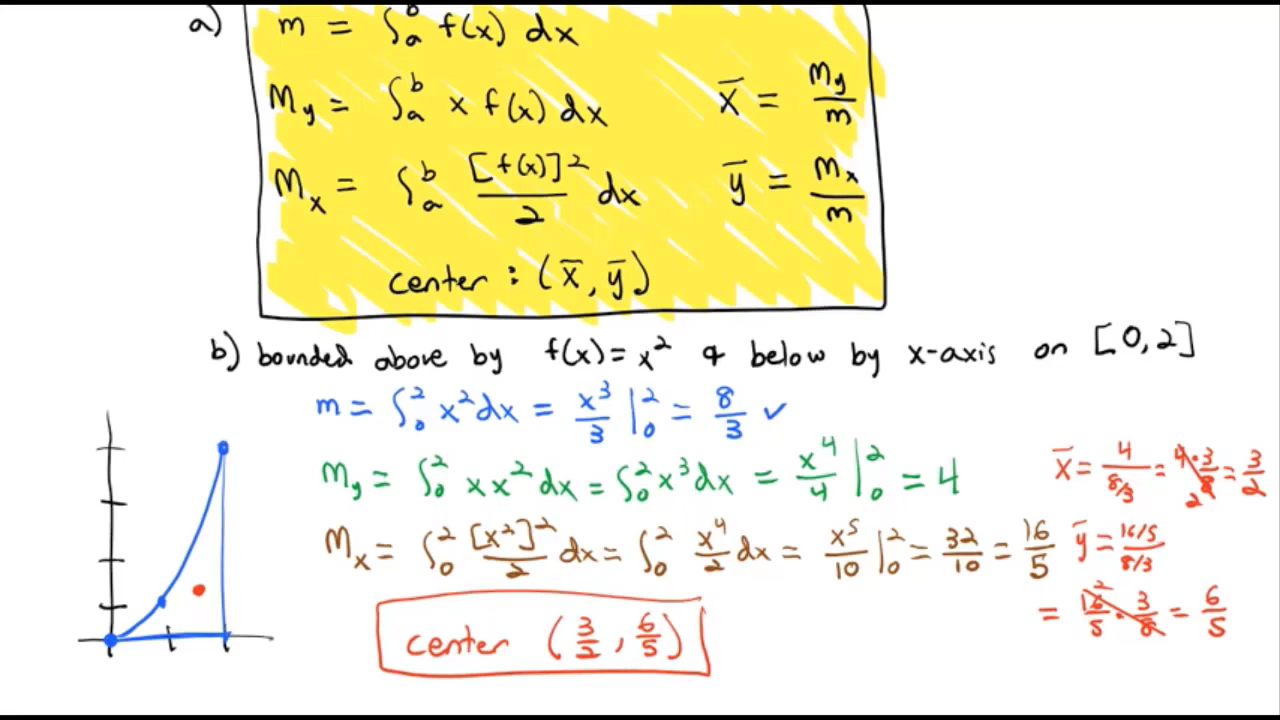 a) m = ∫ₐᵇ f(x) dx
My = ∫ₐᵇ x f(x) dx x̄ = My/m
Mx = ∫ₐᵇ [f(x)]²/2 dx ȳ = Mx/m
center : (x̄, ȳ)
b) bounded above by f(x) = x² & below by x-axis on [0,2]
m = ∫₀² x² dx = x³/3 |₀² = 8/3 ✓
My = ∫₀² x x² dx = ∫₀² x³ dx = x⁴/4 |₀² = 4
x̄ = 4/(8/3) = 4·3/8 2 = 3/2
Mx = ∫₀² [x²]²/2 dx = ∫₀² x⁴/2 dx = x⁵/10 |₀² = 32/10 = 16/5
ȳ = (16/5)/(8/3)
= 16/5 2 · 3/8 = 6/5
center (3/2, 6/5)